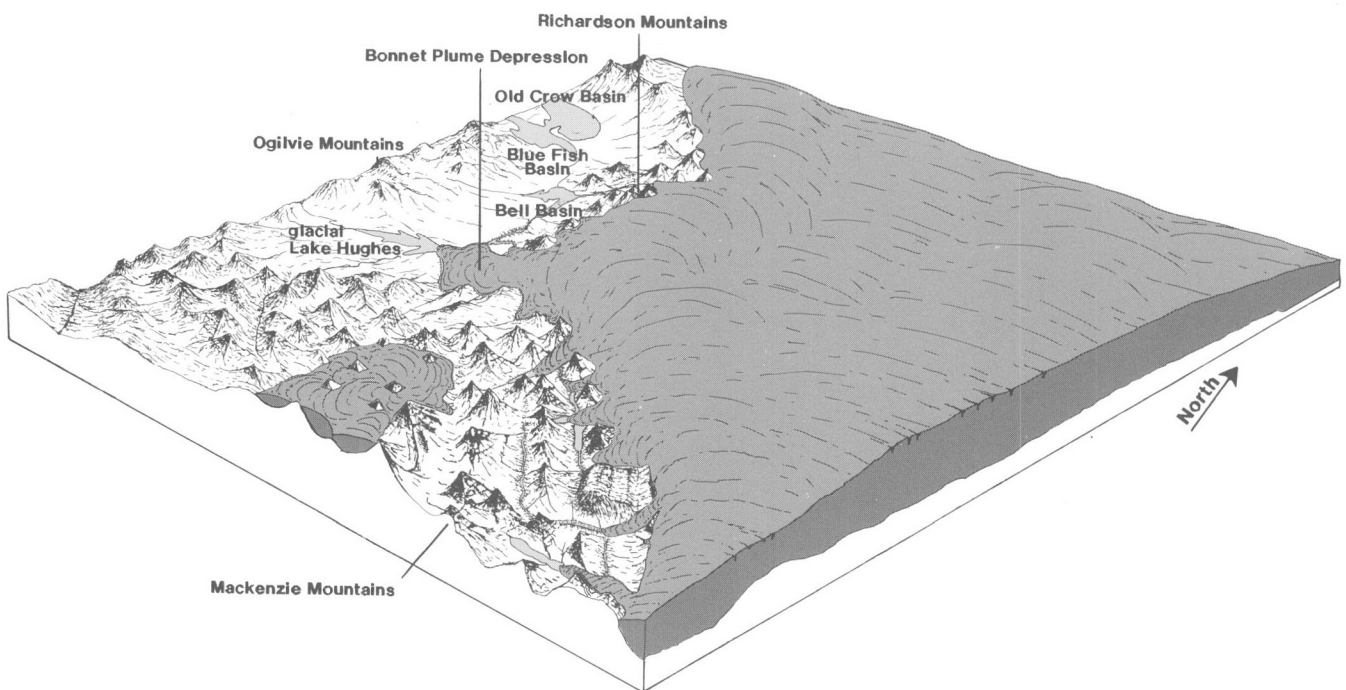 Richardson Mountains
Bonnet Plume Depression
Old Crow Basin
Ogilvie Mountains
Blue Fish
Basin
Bell Basin
glacial
Lake Hughes
North
Mackenzie Mountains